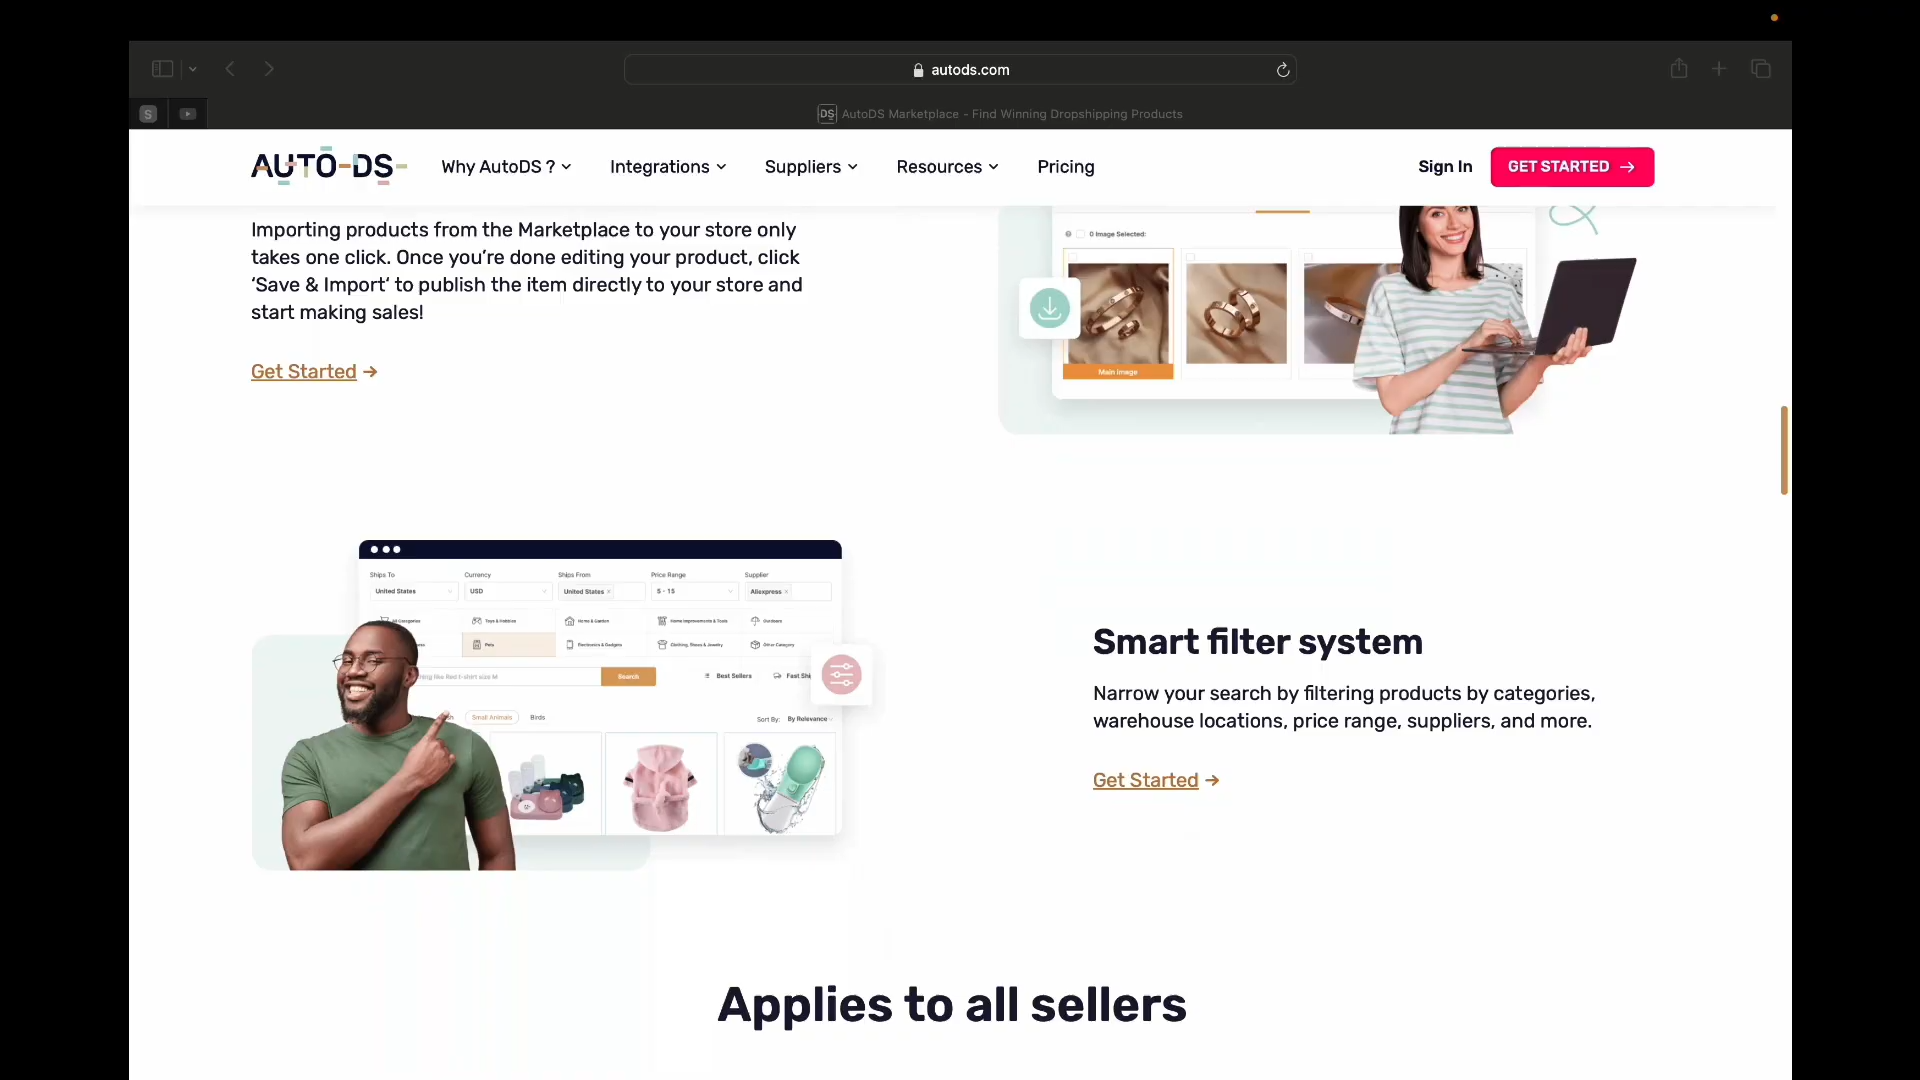 autods.com
S
DS AutoDS Marketplace - Find Winning Dropshipping Products
AUTO-DS
Why AutoDS ?
Integrations
Suppliers
Resources
Pricing
Sign In
GET STARTED →
Importing products from the Marketplace to your store only
takes one click. Once you’re done editing your product, click
‘Save & Import‘ to publish the item directly to your store and
start making sales!
Get Started →
0 Image Selected:
Main image
Ships To
Currency
Ships From
Price Range
Supplier
United States
USD
United States ×
5 - 15
Aliexpress ×
All Categories
Toys & Hobbies
Home & Garden
Home Improvements & Tools
Outdoors
Pets
Electronics & Gadgets
Clothing, Shoes & Jewelry
Other Category
like Red t-shirt size M
Search
Best Sellers
Fast Shi
Small Animals
Birds
Sort By: By Relevance
Smart filter system
Narrow your search by filtering products by categories,
warehouse locations, price range, suppliers, and more.
Get Started →
Applies to all sellers